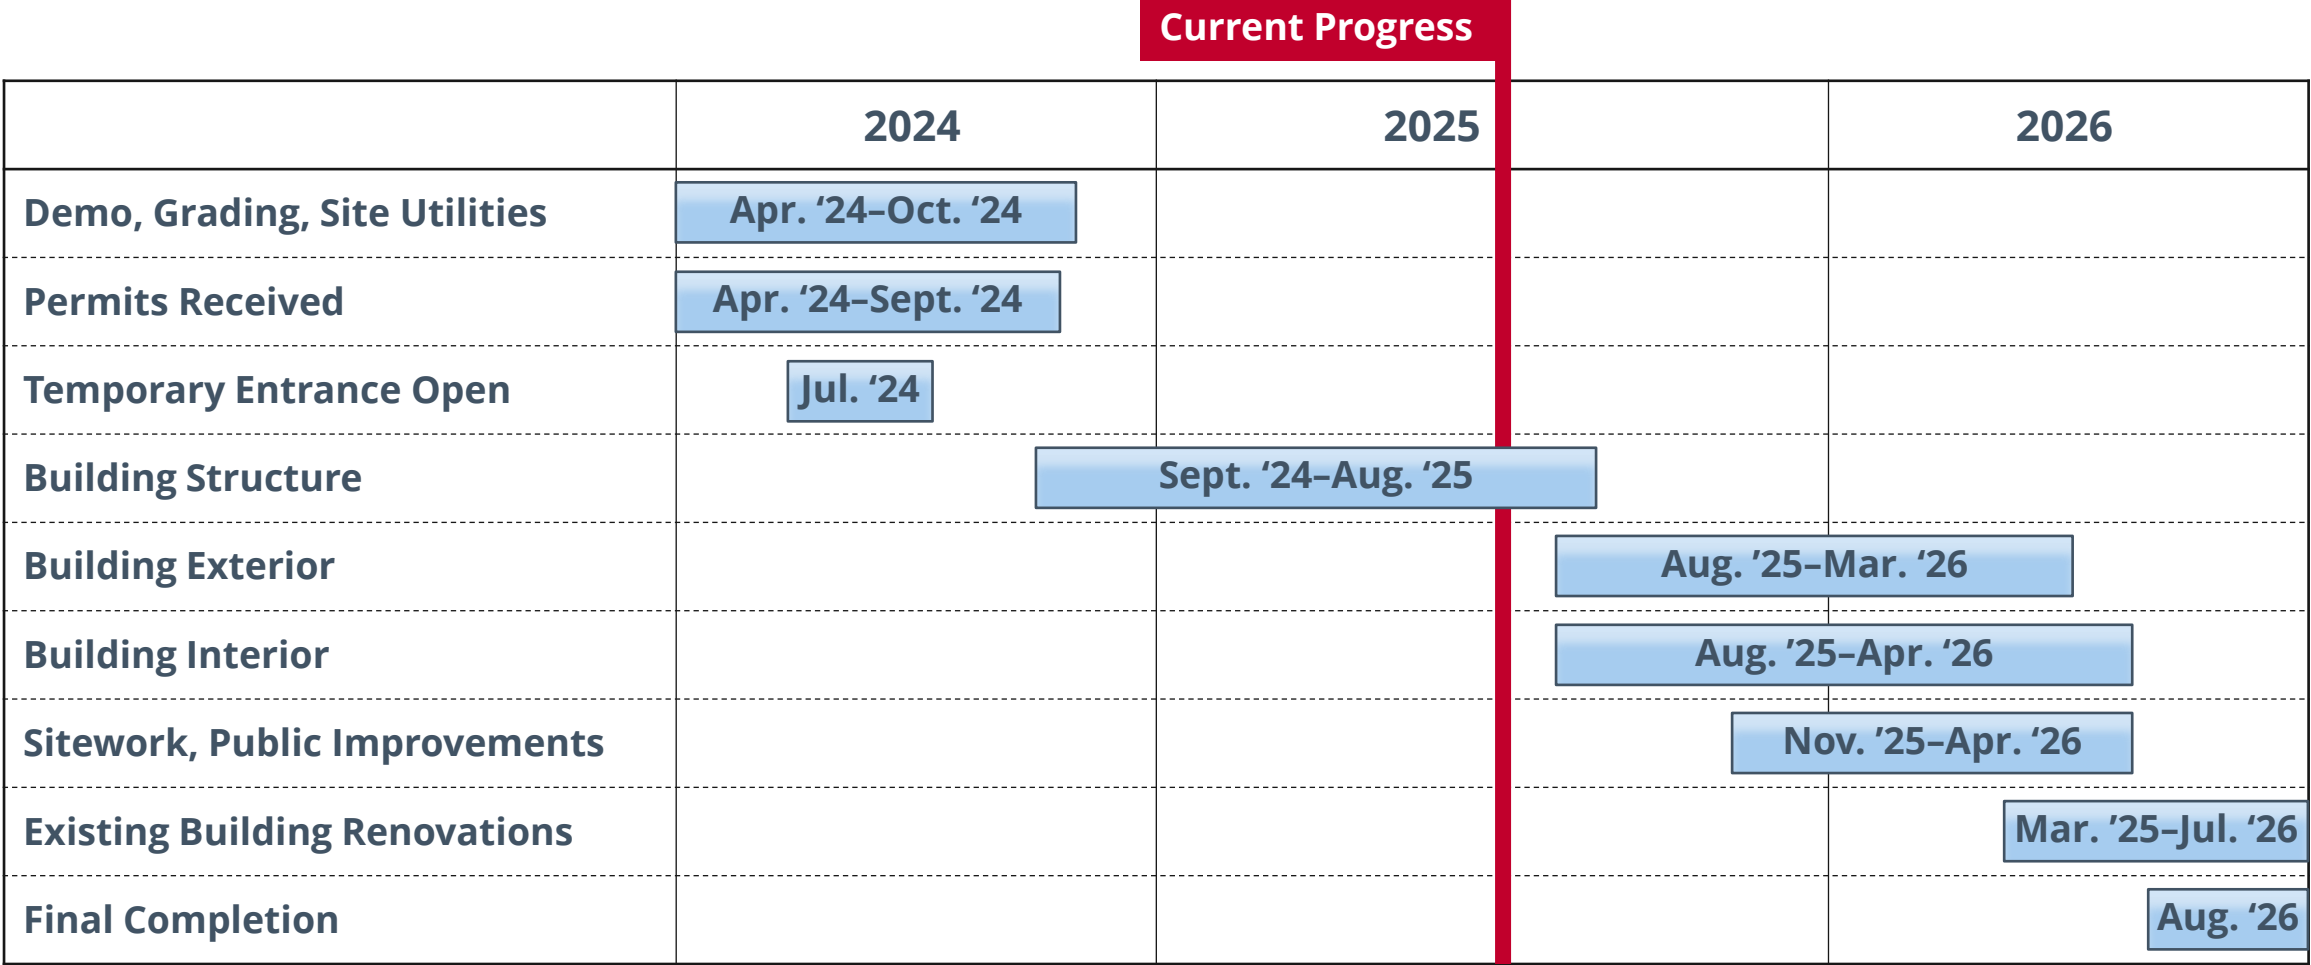 Current Progress
2024 2025 2026
Demo, Grading, Site Utilities Apr. ‘24–Oct. ‘24
Permits Received Apr. ‘24–Sept. ‘24
Temporary Entrance Open Jul. ‘24
Building Structure Sept. ‘24–Aug. ‘25
Building Exterior Aug. ’25–Mar. ‘26
Building Interior Aug. ’25–Apr. ‘26
Sitework, Public Improvements Nov. ’25–Apr. ‘26
Existing Building Renovations Mar. ’25–Jul. ‘26
Final Completion Aug. ‘26